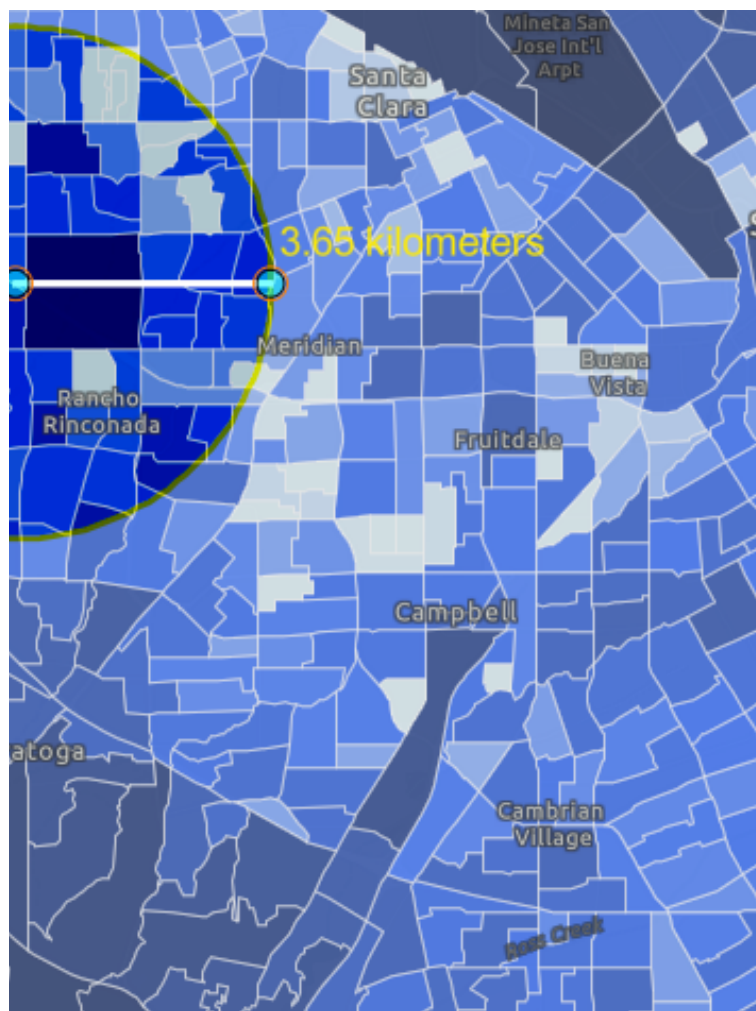 Mineta San
Jose Int'l
Arpt
Santa
Clara
3.65 kilometers
Meridian
Buena
Vista
Rancho
Rinconada
Fruitdale
Campbell
atoga
Cambrian
Village
Ross Creek